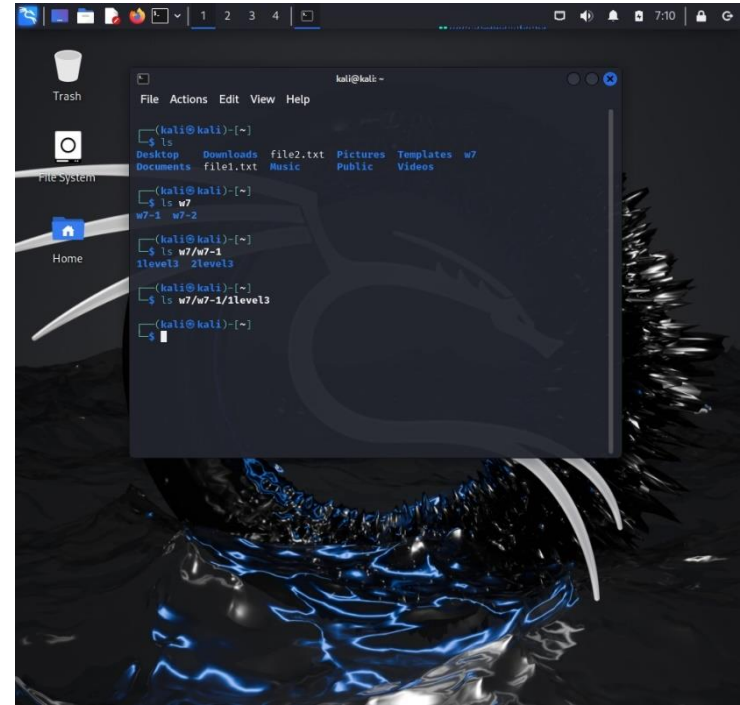 1 2 3 4 7:10
Trash
File System
Home
kali@kali: ~
File Actions Edit View Help
┌──(kali㉿kali)-[~]
└─$ ls
Desktop Downloads file2.txt Pictures Templates w7
Documents file1.txt Music Public Videos
┌──(kali㉿kali)-[~]
└─$ ls w7
w7-1 w7-2
┌──(kali㉿kali)-[~]
└─$ ls w7/w7-1
1level3 2level3
┌──(kali㉿kali)-[~]
└─$ ls w7/w7-1/1level3
┌──(kali㉿kali)-[~]
└─$